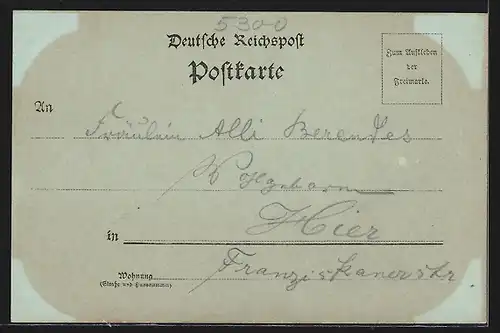 5300
Deutsche Reichspost
Postkarte
Zum Aufkleben
der
Freimarke.
An
Fräulein Alli Berendes
Wohlgeborn
Hier
in
Wohnung
(Straße und Hausnummer)
Franziskanerstr